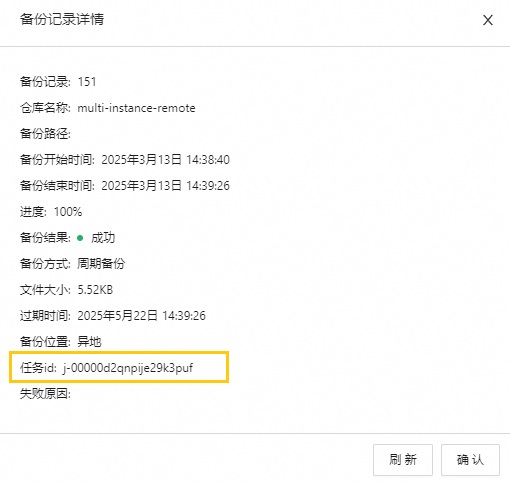 备份记录详情
备份记录: 151
仓库名称: multi-instance-remote
备份路径:
备份开始时间: 2025年3月13日 14:38:40
备份结束时间: 2025年3月13日 14:39:26
进度: 100%
备份结果: 成功
备份方式: 周期备份
文件大小: 5.52KB
过期时间: 2025年5月22日 14:39:26
备份位置: 异地
任务id: j-00000d2qnpije29k3puf
失败原因:
刷 新 确 认